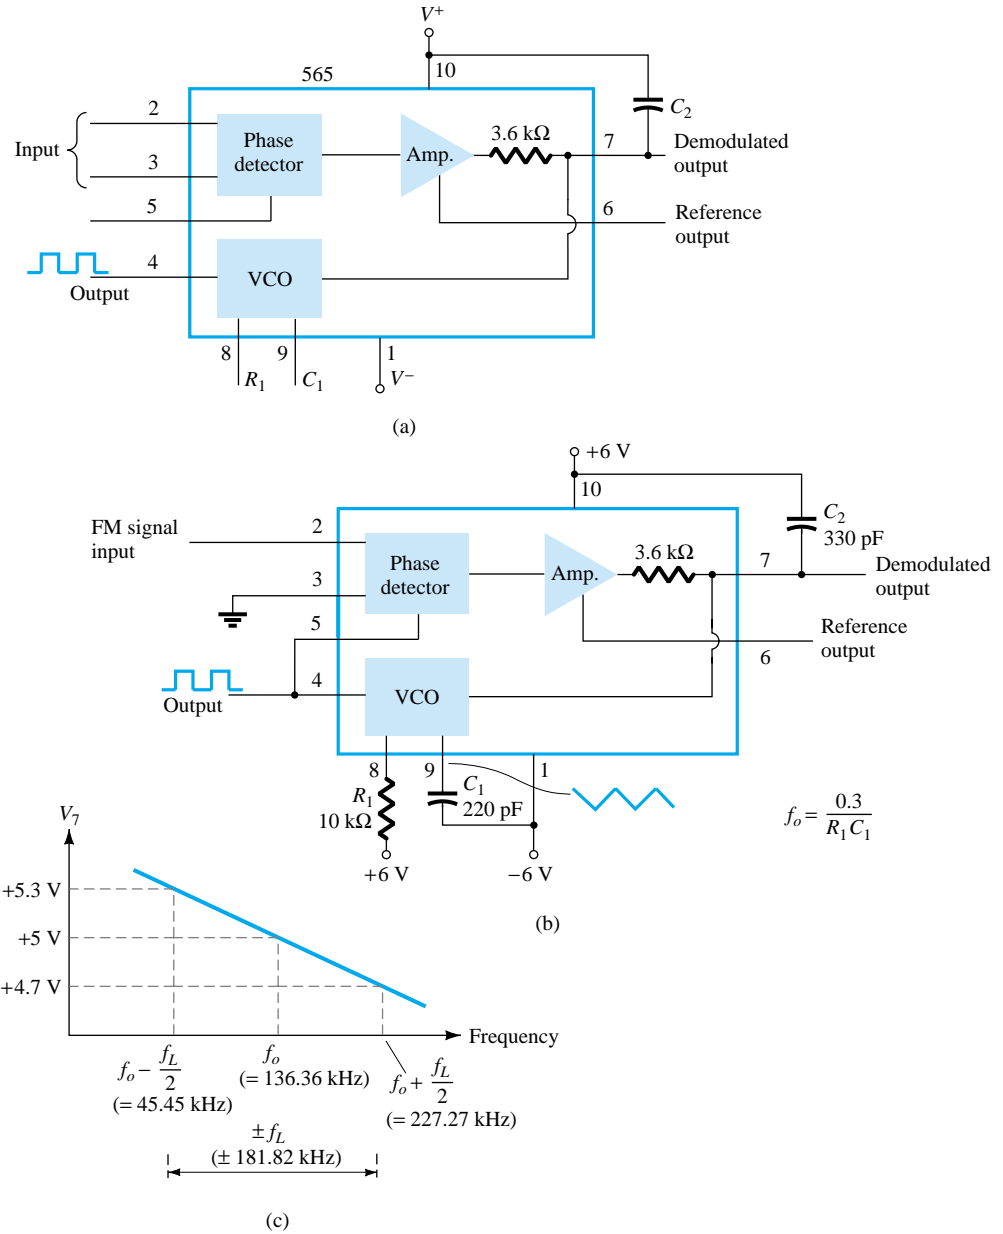 V⁺
10
565
C₂
2
Input
3
5
Phase
detector
Amp.
3.6 kΩ
7
Demodulated
output
6
Reference
output
4
Output
VCO
8
R₁
9
C₁
1
V⁻
(a)
+6 V
10
C₂
330 pF
FM signal
input
2
3
5
Phase
detector
Amp.
3.6 kΩ
7
Demodulated
output
6
Reference
output
4
Output
VCO
8
R₁
10 kΩ
+6 V
9
C₁
220 pF
1
−6 V
fₒ = 0.3 / R₁C₁
(b)
V₇
+5.3 V
+5 V
+4.7 V
Frequency
fₒ − f_L / 2
(= 45.45 kHz)
fₒ
(= 136.36 kHz)
fₒ + f_L / 2
(= 227.27 kHz)
± f_L
(± 181.82 kHz)
(c)